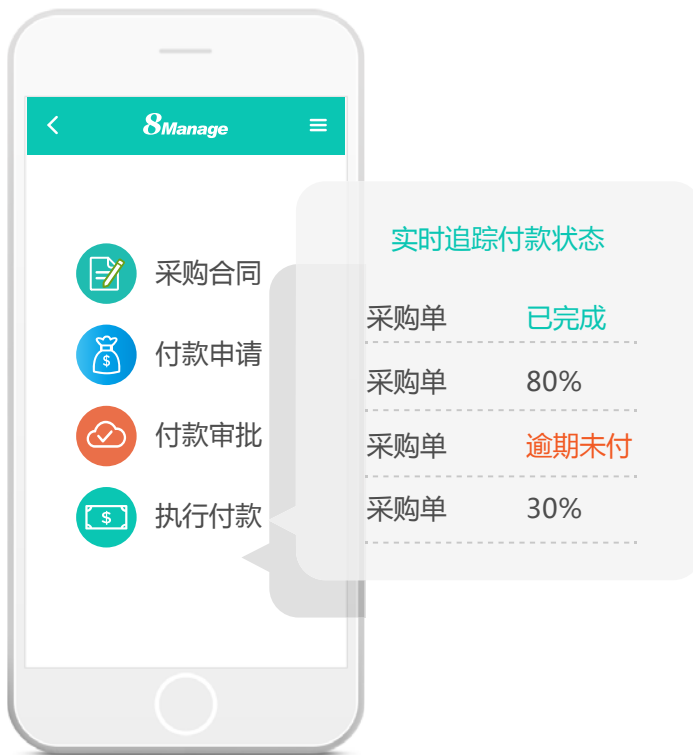 8Manage
采购合同
付款申请
付款审批
执行付款
实时追踪付款状态
采购单 已完成
采购单 80%
采购单 逾期未付
采购单 30%